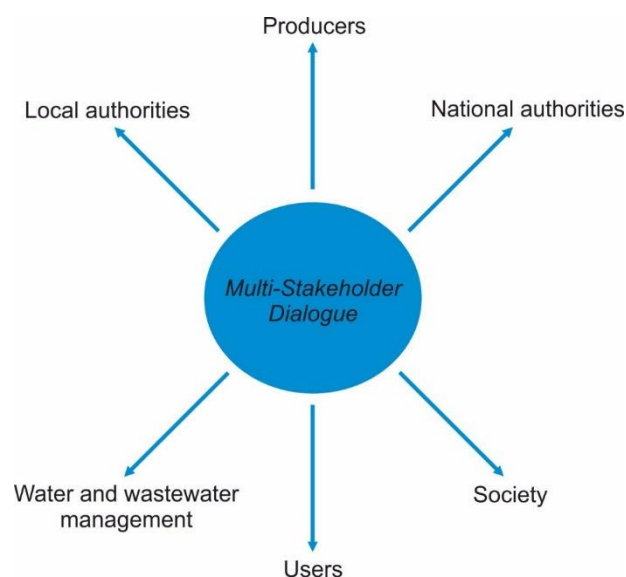 Producers
Local authorities
National authorities
Multi-Stakeholder
Dialogue
Water and wastewater
management
Society
Users